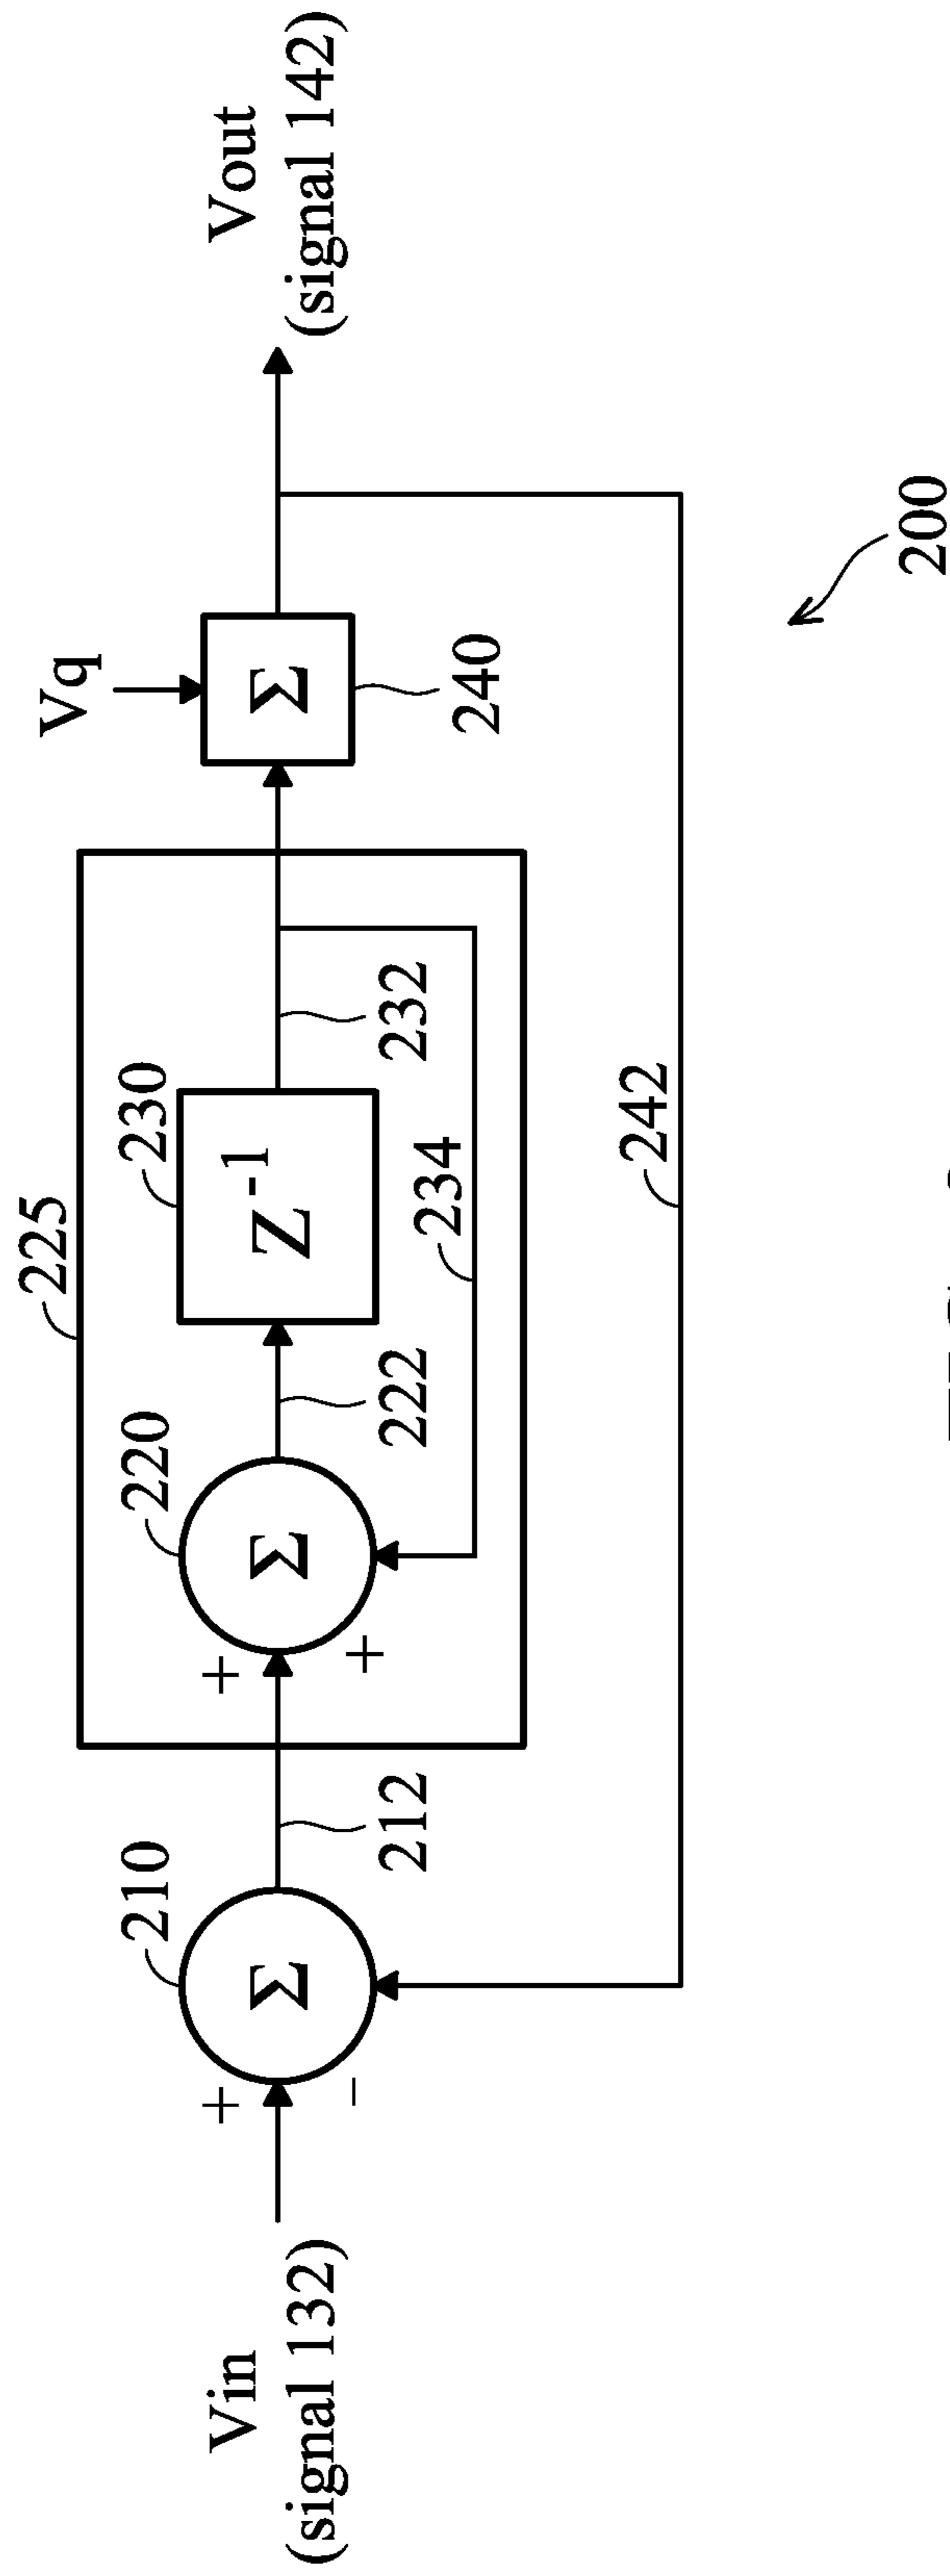 225
Vq
210
220
230
+
+
Vin
(signal 132)
Σ
Σ
Z-1
Σ
Vout
(signal 142)
−
+
212
222
232
240
234
242
200